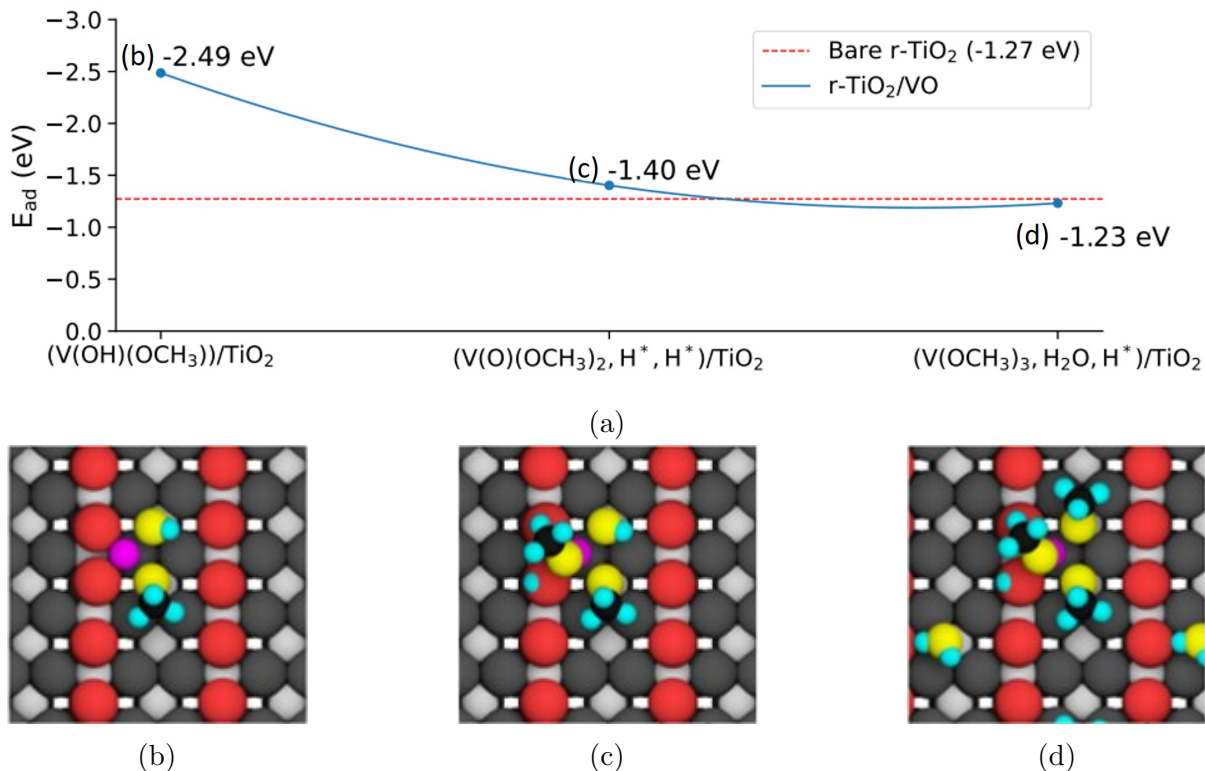 −3.0
−2.5
−2.0
−1.5
−1.0
−0.5
0.0
E_ad (eV)
(b) -2.49 eV
(c) -1.40 eV
(d) -1.23 eV
Bare r-TiO₂ (-1.27 eV)
r-TiO₂/VO
(V(OH)(OCH₃))/TiO₂
(V(O)(OCH₃)₂, H*, H*)/TiO₂
(V(OCH₃)₃, H₂O, H*)/TiO₂
(a)
(b)
(c)
(d)